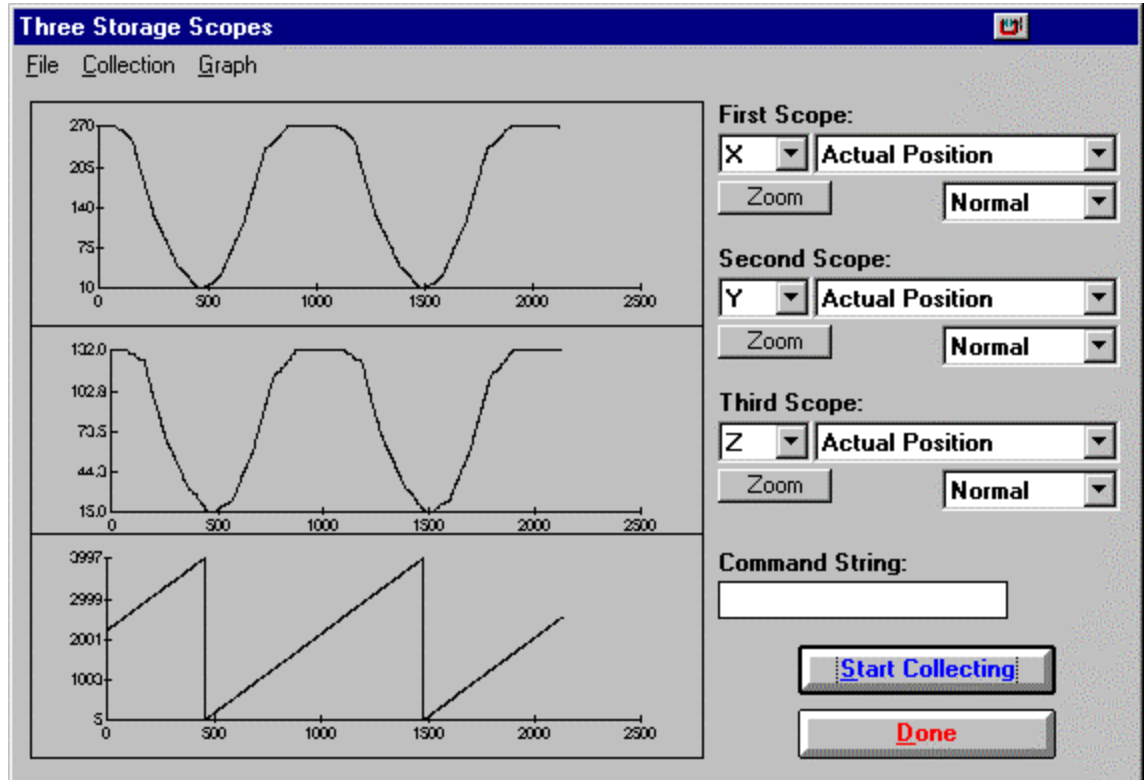 Three Storage Scopes
File Collection Graph
270
205
140
75
10
0 500 1000 1500 2000 2500
132.0
102.8
73.5
44.3
15.0
0 500 1000 1500 2000 2500
3997
2999
2001
1003
5
0 500 1000 1500 2000 2500
First Scope:
X Actual Position
Zoom Normal
Second Scope:
Y Actual Position
Zoom Normal
Third Scope:
Z Actual Position
Zoom Normal
Command String:
Start Collecting
Done